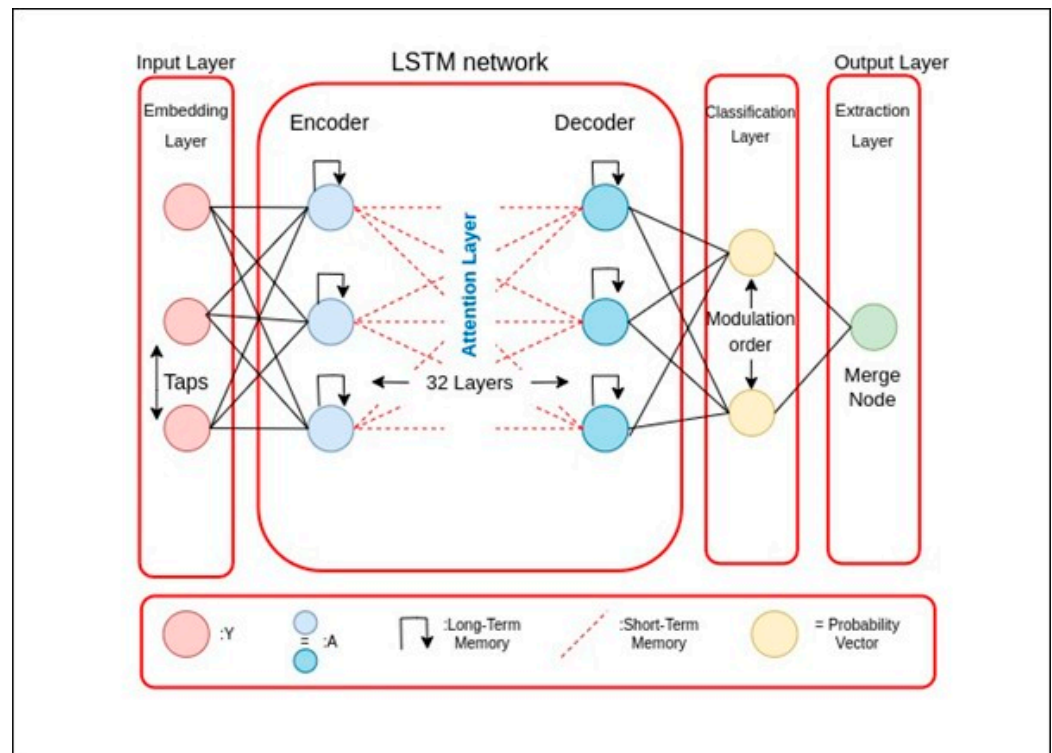 Input Layer
LSTM network
Output Layer
Embedding
Layer
Encoder
Decoder
Classification
Layer
Extraction
Layer
Attention Layer
Taps
32 Layers
Modulation
order
Merge
Node
:Y
= :A
:Long-Term
Memory
:Short-Term
Memory
= Probability
Vector